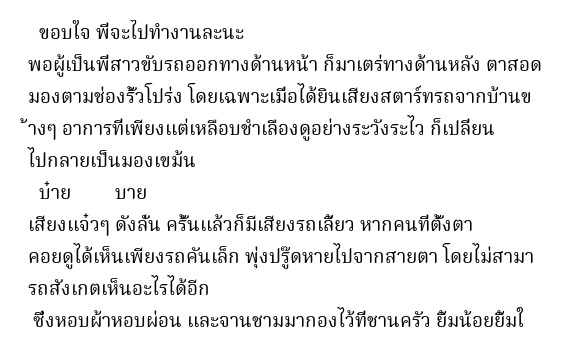 ขอบใจ พี่จะไปทำงานละนะ
พอผู้เป็นพี่สาวขับรถออกทางด้านหน้า ก็มาเตร่ทางด้านหลัง ตาสอด
มองตามช่องรั้วโปร่ง โดยเฉพาะเมื่อได้ยินเสียงสตาร์ทรถจากบ้านข
้างๆ อาการที่เพียงแต่เหลือบชำเลืองดูอย่างระวังระไว ก็เปลี่ยน
ไปกลายเป็นมองเขม้น
บ๋าย บาย
เสียงแจ๋วๆ ดังลั่น ครั้นแล้วก็มีเสียงรถเลี้ยว หากคนที่ตั้งตา
คอยดูได้เห็นเพียงรถคันเล็ก พุ่งปรู๊ดหายไปจากสายตา โดยไม่สามา
รถสังเกตเห็นอะไรได้อีก
ซึ่งหอบผ้าหอบผ่อน และจานชามมากองไว้ที่ชานครัว ยิ้มน้อยยิ้มใ